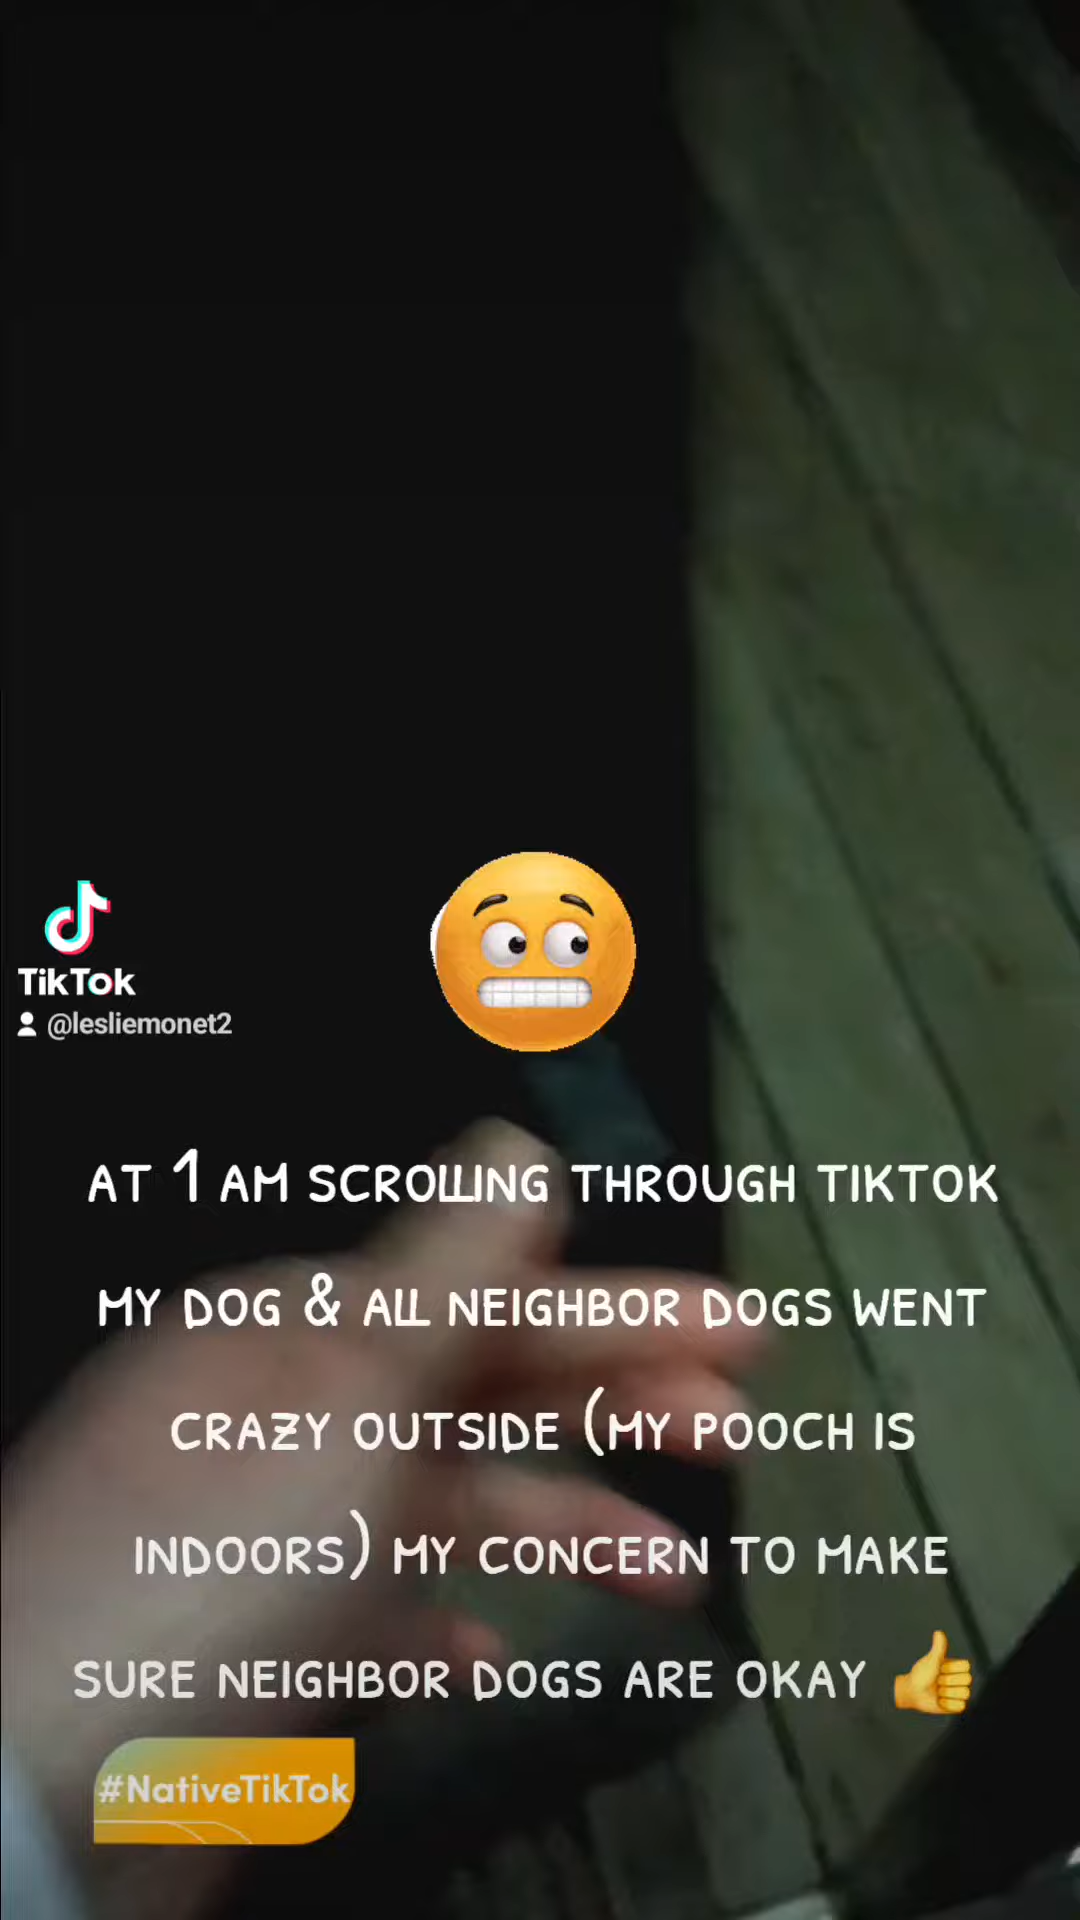 TikTok
@lesliemonet2
AT 1 AM SCROLLING THROUGH TIKTOK
MY DOG & ALL NEIGHBOR DOGS WENT
CRAZY OUTSIDE (MY POOCH IS
INDOORS) MY CONCERN TO MAKE
SURE NEIGHBOR DOGS ARE OKAY 👍
#NativeTikTok